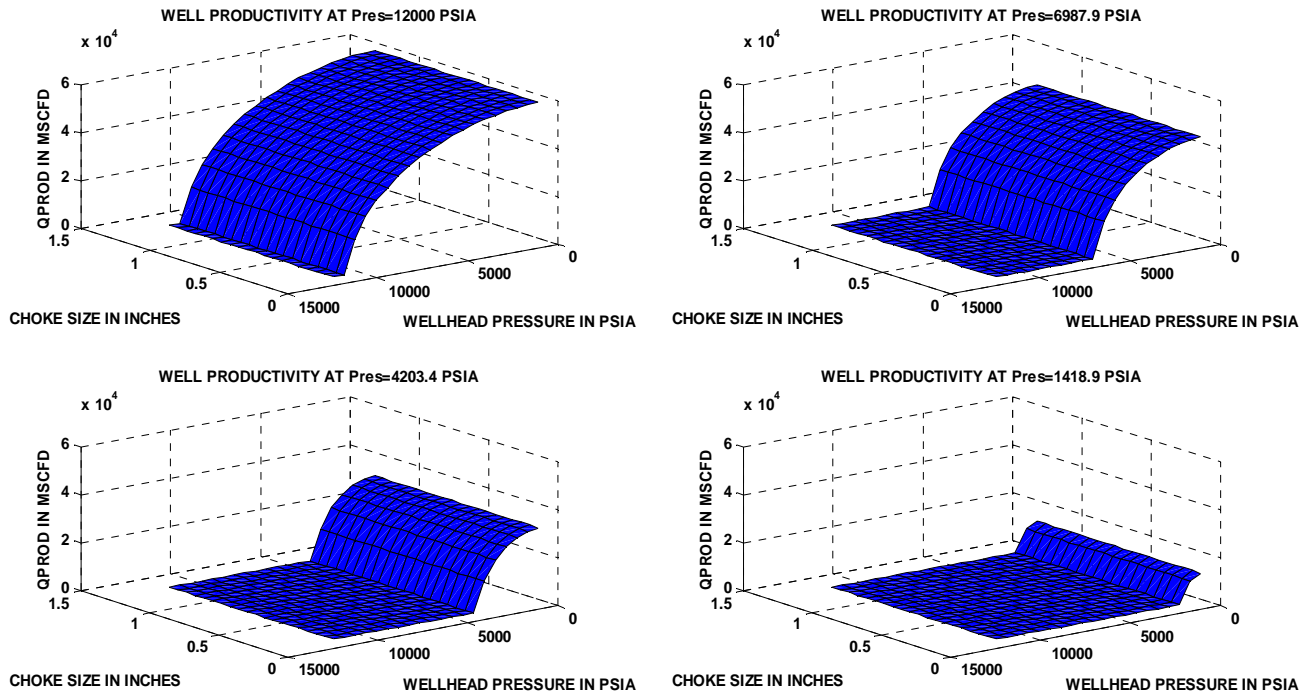 WELL PRODUCTIVITY AT Pres=12000 PSIA
x 10^4
QPROD IN MSCFD
6
4
2
0
1.5
1
0.5
0
15000
10000
5000
0
CHOKE SIZE IN INCHES
WELLHEAD PRESSURE IN PSIA
WELL PRODUCTIVITY AT Pres=6987.9 PSIA
x 10^4
QPROD IN MSCFD
6
4
2
0
1.5
1
0.5
0
15000
10000
5000
0
CHOKE SIZE IN INCHES
WELLHEAD PRESSURE IN PSIA
WELL PRODUCTIVITY AT Pres=4203.4 PSIA
x 10^4
QPROD IN MSCFD
6
4
2
0
1.5
1
0.5
0
15000
10000
5000
0
CHOKE SIZE IN INCHES
WELLHEAD PRESSURE IN PSIA
WELL PRODUCTIVITY AT Pres=1418.9 PSIA
x 10^4
QPROD IN MSCFD
6
4
2
0
1.5
1
0.5
0
15000
10000
5000
0
CHOKE SIZE IN INCHES
WELLHEAD PRESSURE IN PSIA